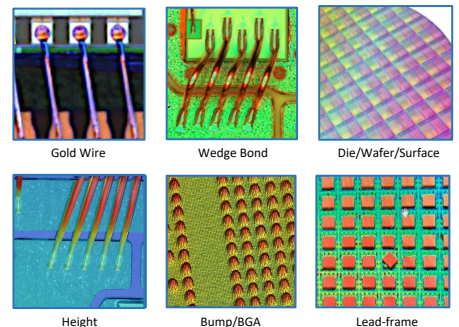 Gold Wire
Wedge Bond
Die/Wafer/Surface
Height
Bump/BGA
Lead-frame